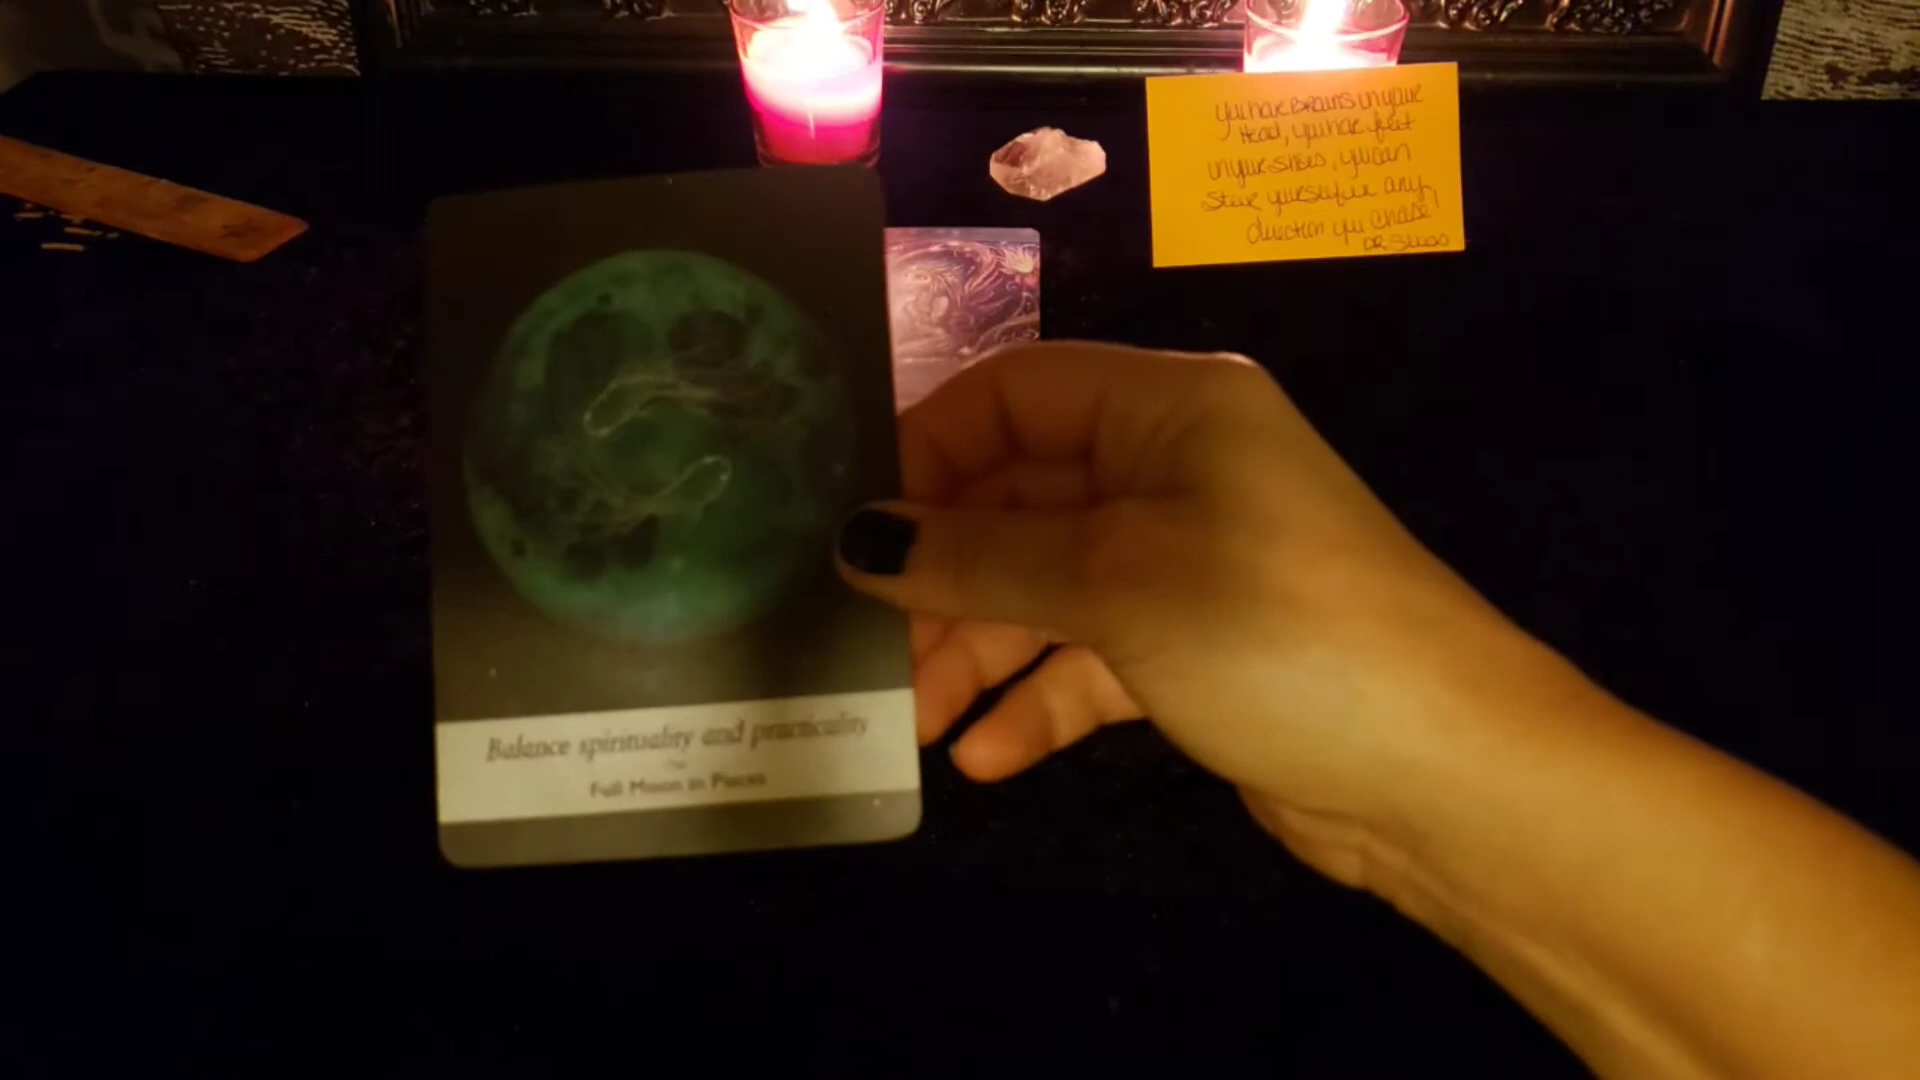 You have BRains in your
Head, you have feet
in your shoes, you can
Steer yourself in any
direction you Choose
DR. Seuss
Balance spirituality and practicality
Full Moon in Pisces